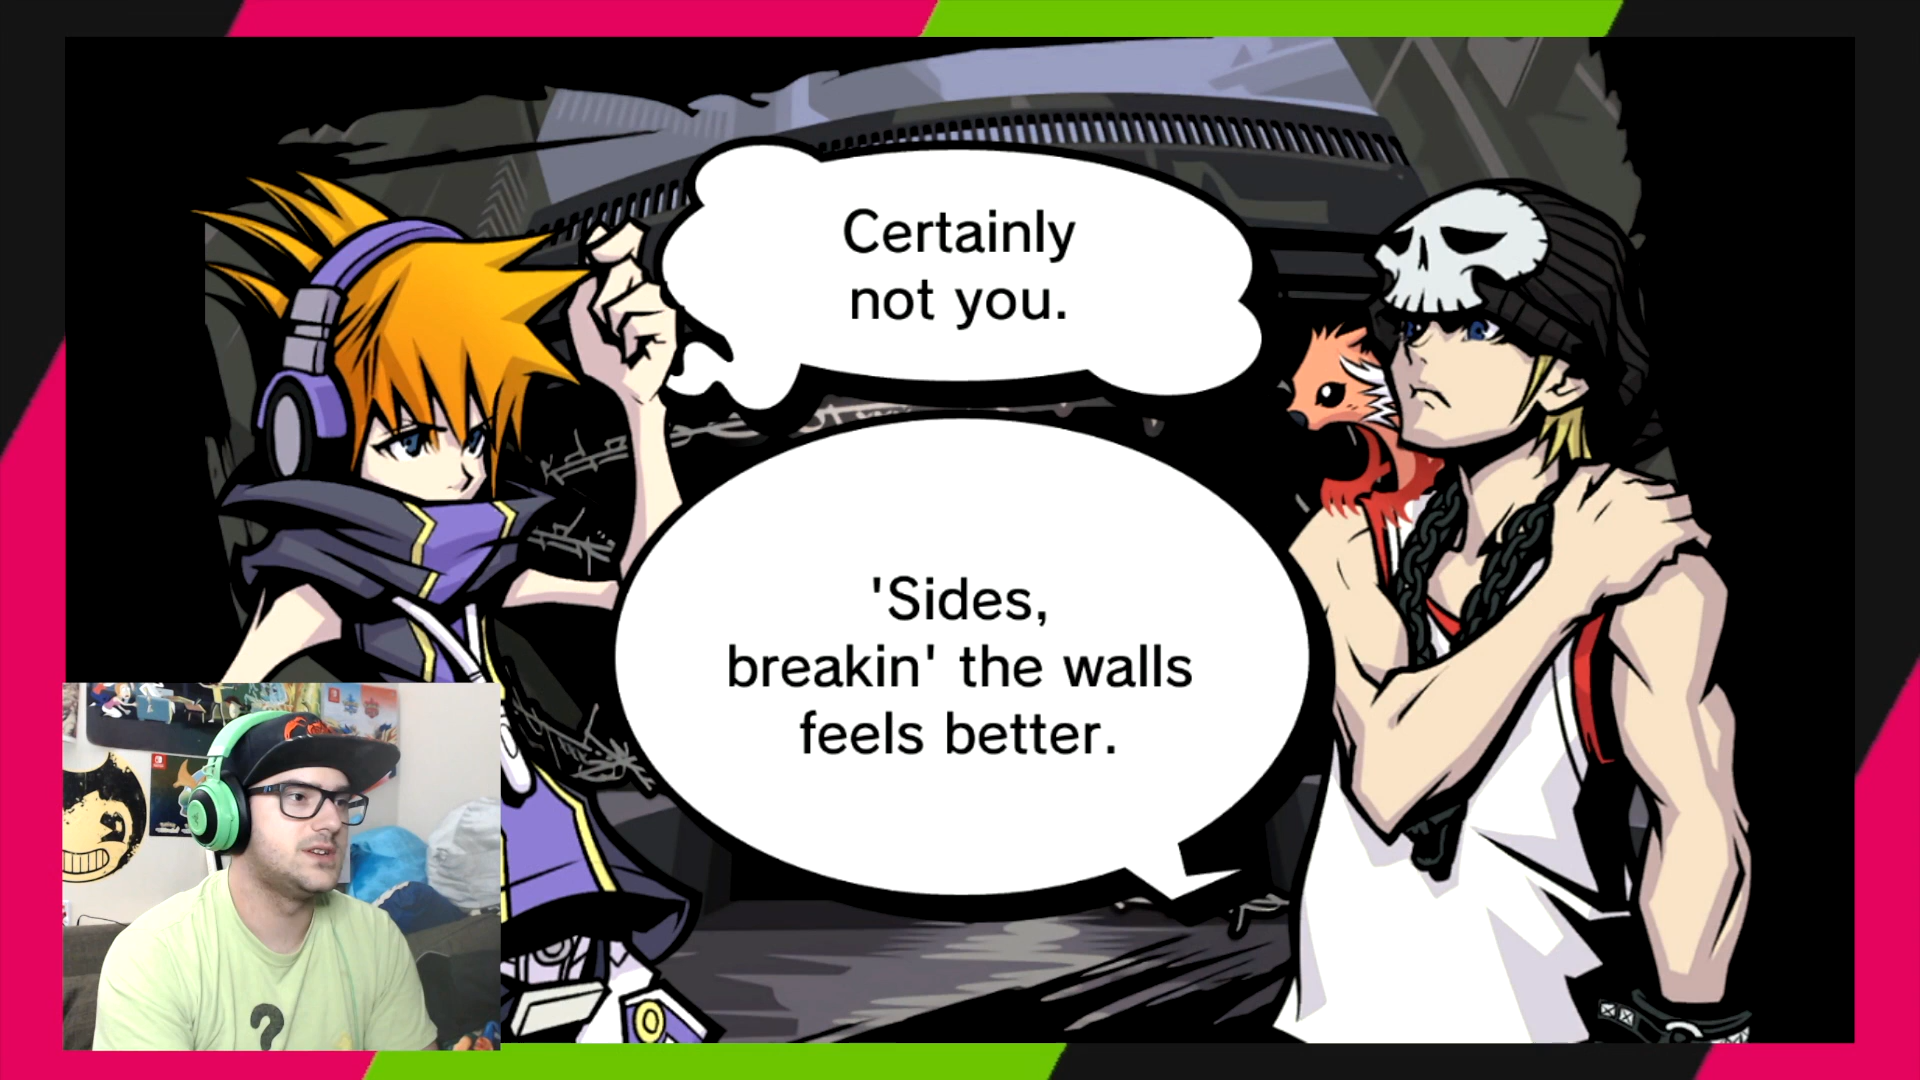 Certainly
not you.
'Sides,
breakin' the walls
feels better.
?